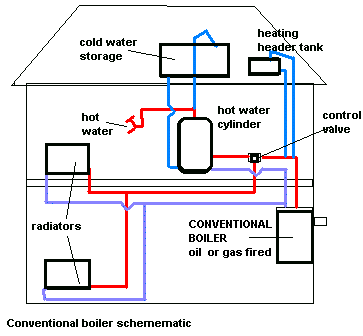 cold water
storage
heating
header tank
hot
water
hot water
cylinder
control
valve
radiators
CONVENTIONAL
BOILER
oil or gas fired
Conventional boiler schemermatic